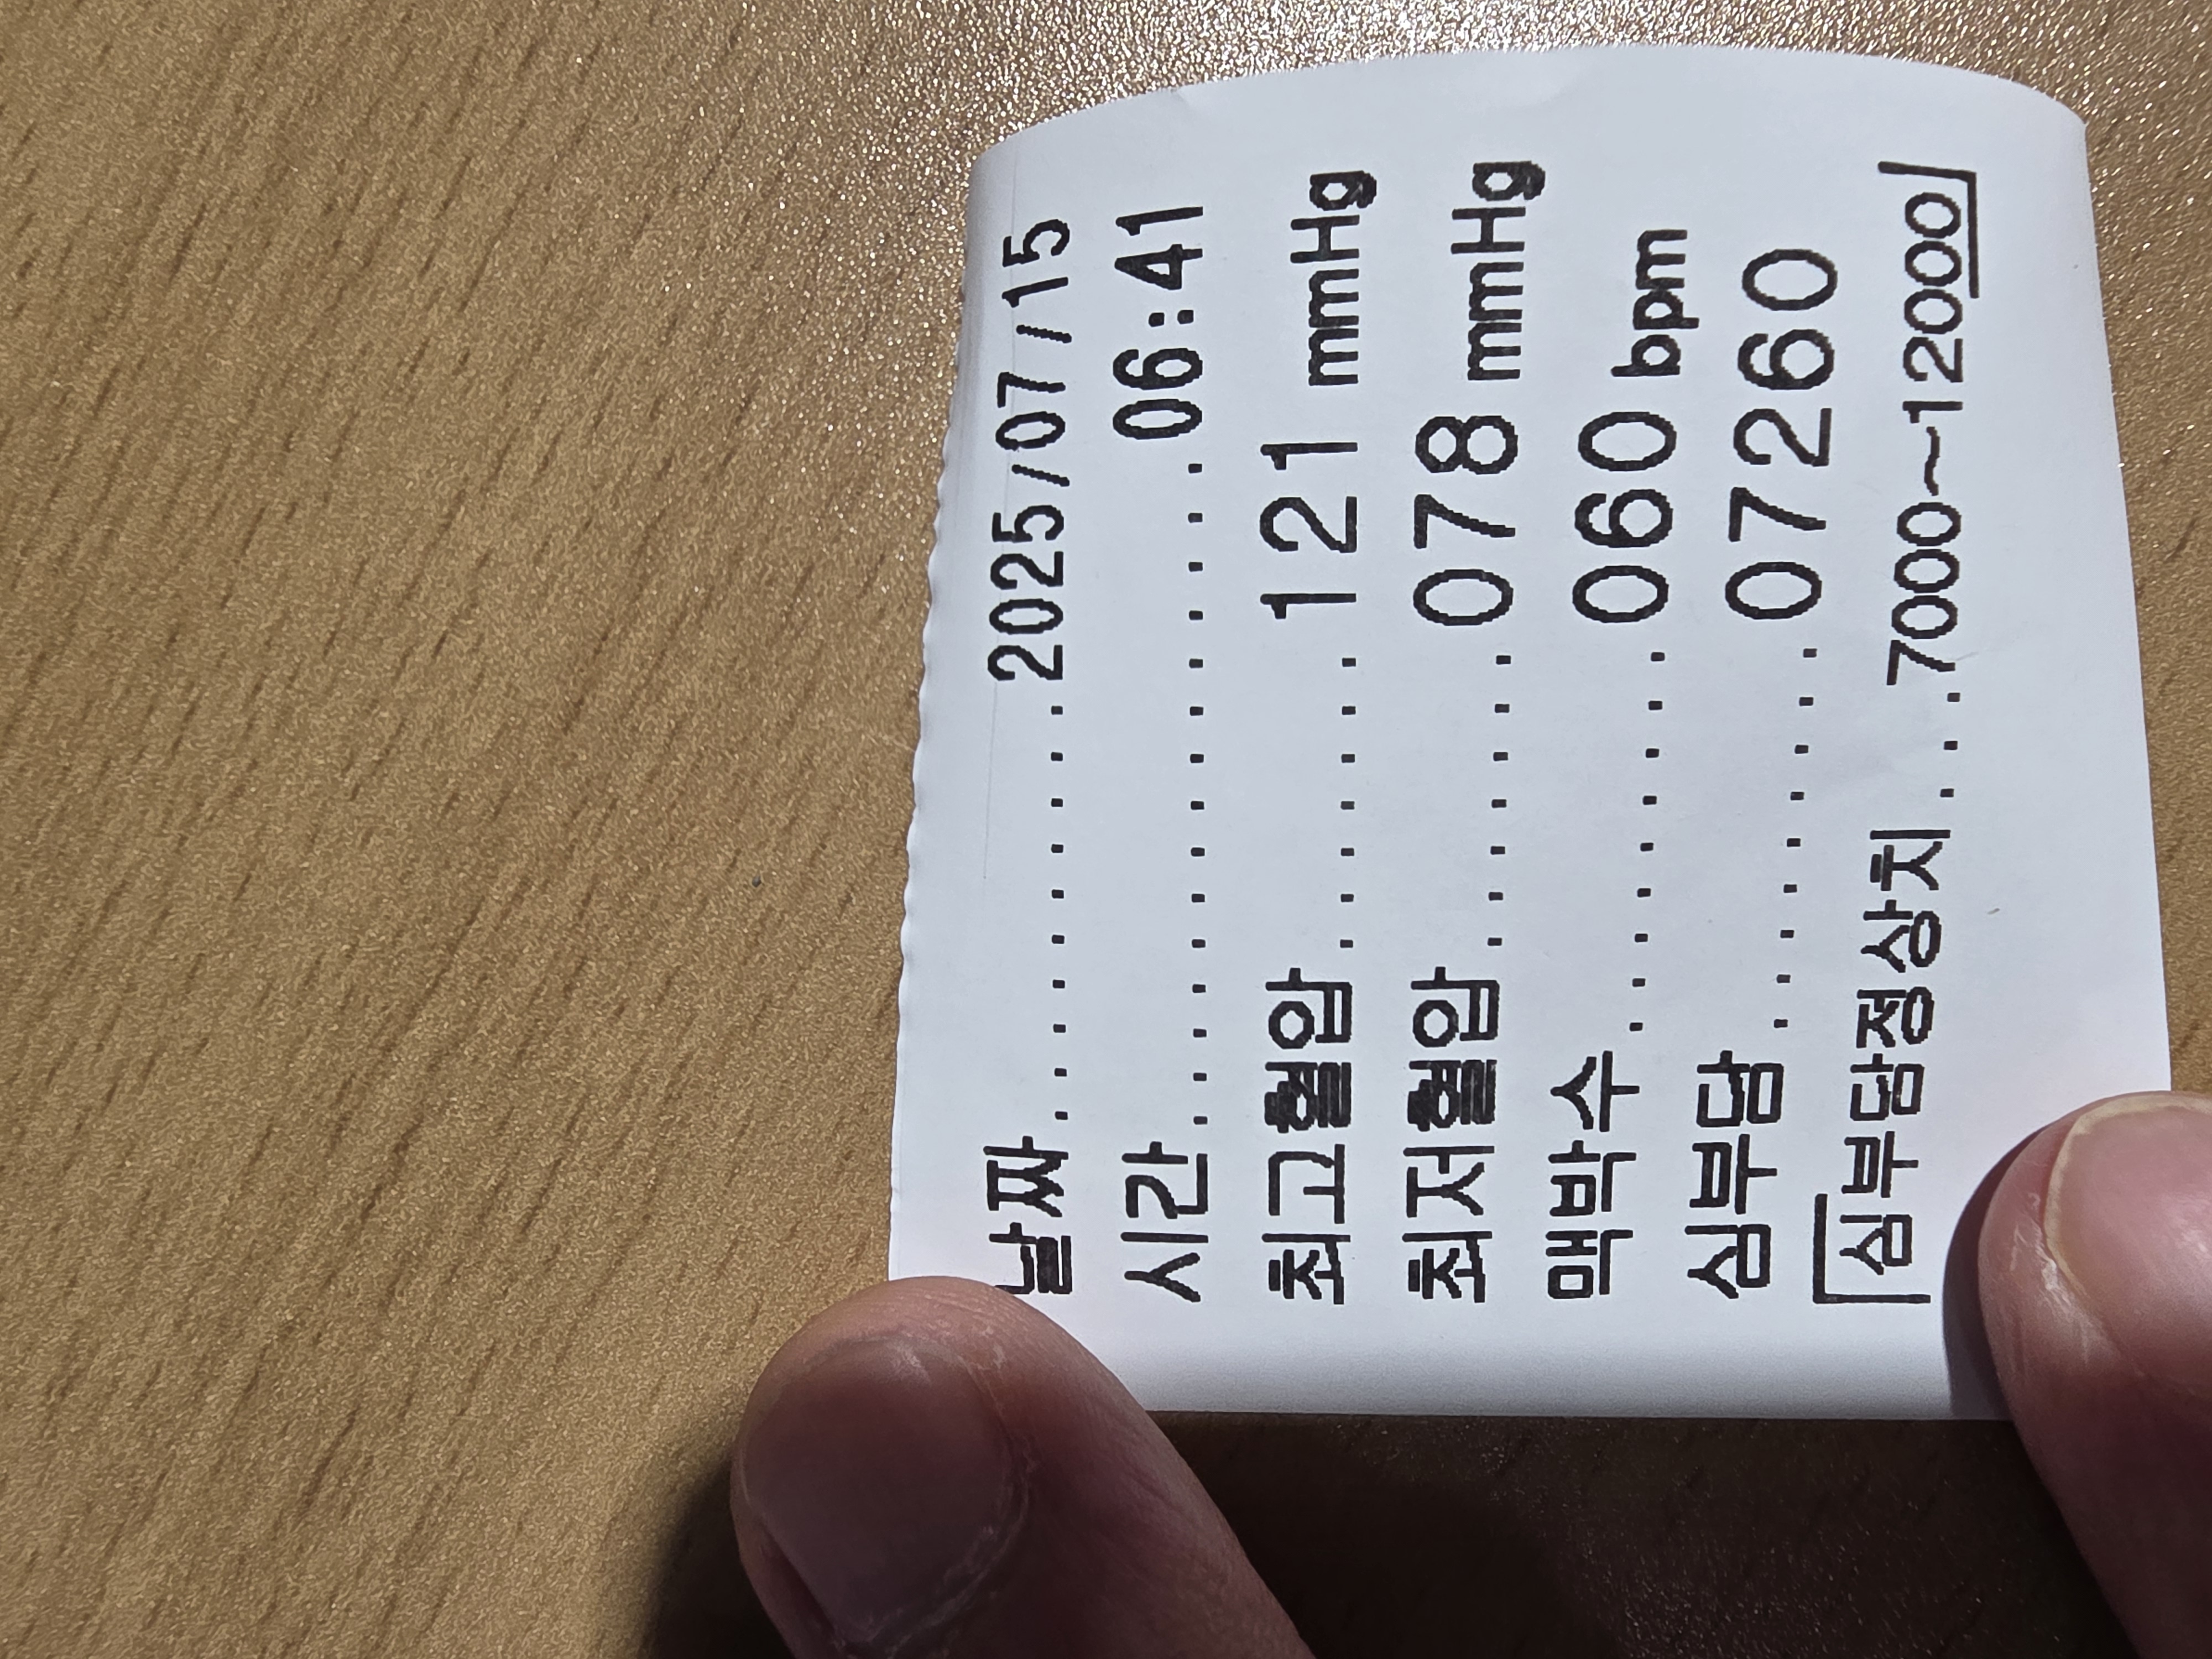 날짜.........2025/07/15
시간..............06:41
최고혈압.......121 mmHg
최저혈압.......078 mmHg
맥박수.........060 bpm
심부담.........07260
[심부담정상치...7000~12000]